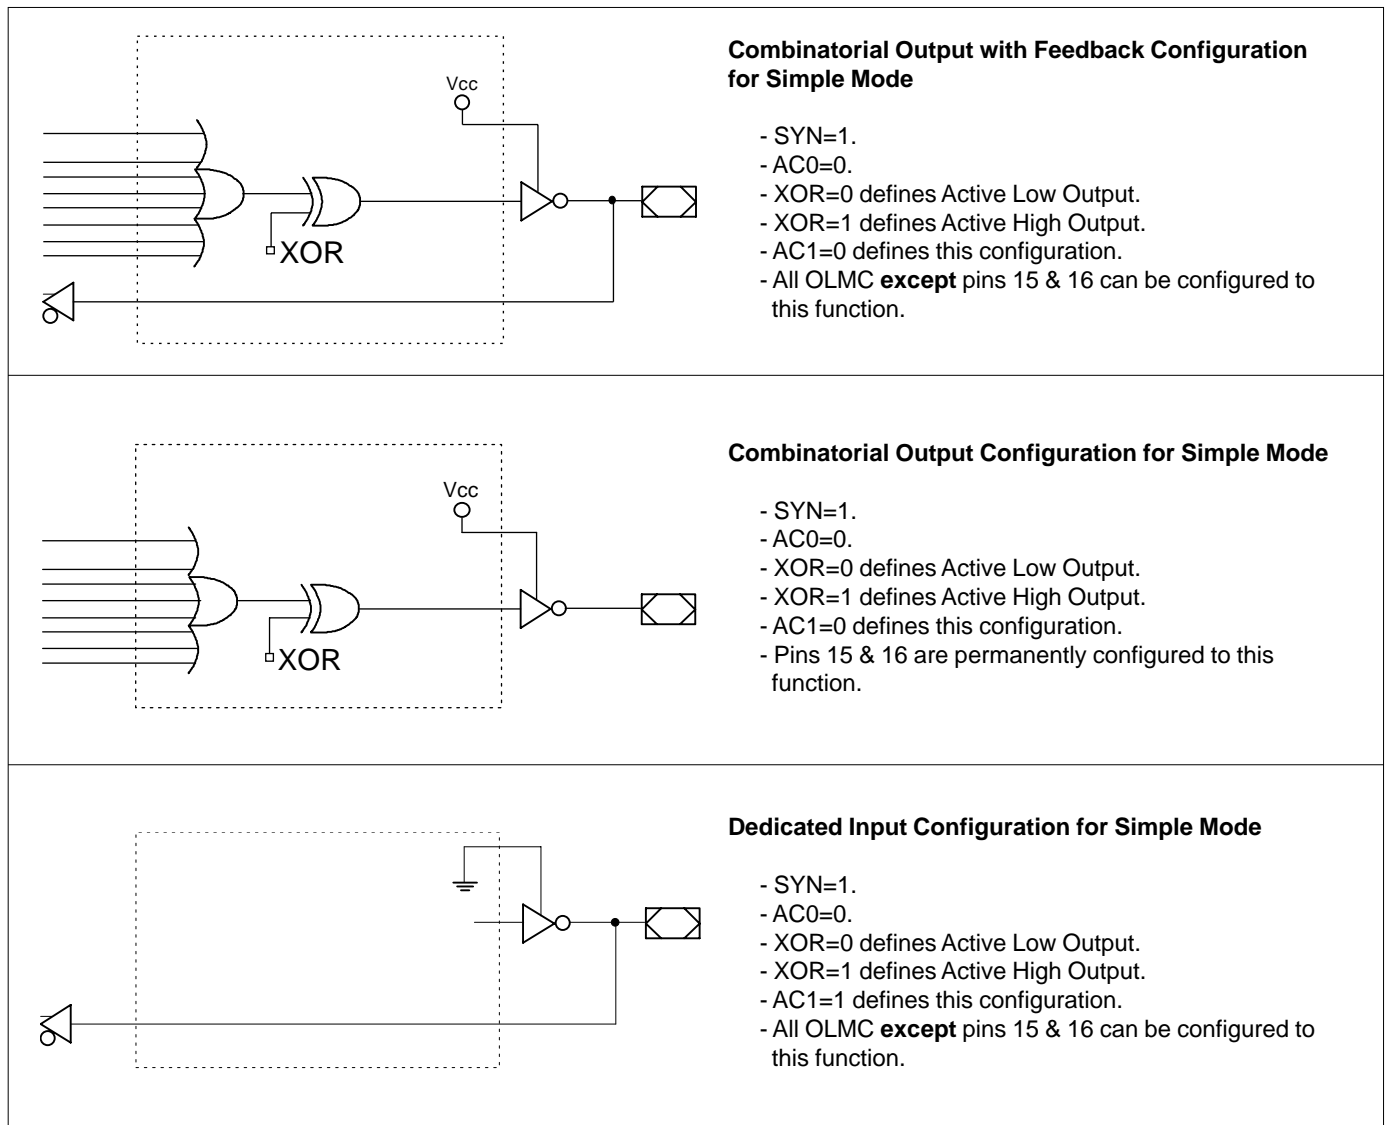 Combinatorial Output with Feedback Configuration
for Simple Mode
Vcc
XOR
- SYN=1.
- AC0=0.
- XOR=0 defines Active Low Output.
- XOR=1 defines Active High Output.
- AC1=0 defines this configuration.
- All OLMC except pins 15 & 16 can be configured to
this function.
Combinatorial Output Configuration for Simple Mode
Vcc
XOR
- SYN=1.
- AC0=0.
- XOR=0 defines Active Low Output.
- XOR=1 defines Active High Output.
- AC1=0 defines this configuration.
- Pins 15 & 16 are permanently configured to this
function.
Dedicated Input Configuration for Simple Mode
- SYN=1.
- AC0=0.
- XOR=0 defines Active Low Output.
- XOR=1 defines Active High Output.
- AC1=1 defines this configuration.
- All OLMC except pins 15 & 16 can be configured to
this function.